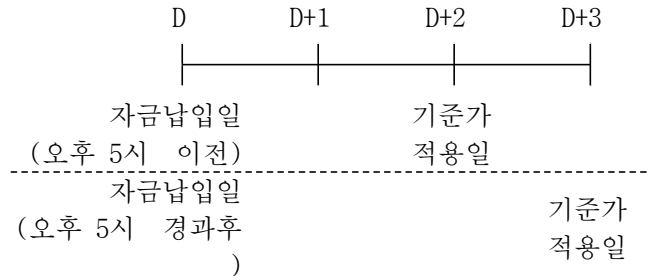 D D+1 D+2 D+3
자금납입일 기준가
(오후 5시 이전) 적용일
자금납입일
(오후 5시 경과후
)
기준가
적용일